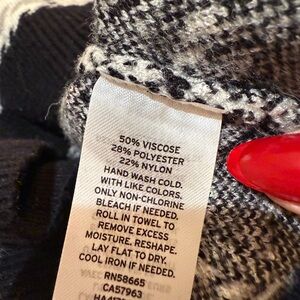 50% VISCOSE
28% POLYESTER
22% NYLON
HAND WASH COLD.
WITH LIKE COLORS.
ONLY NON-CHLORINE
BLEACH IF NEEDED.
ROLL IN TOWEL TO
REMOVE EXCESS
MOISTURE. RESHAPE.
LAY FLAT TO DRY.
COOL IRON IF NEEDED.
RN58665
CA57963